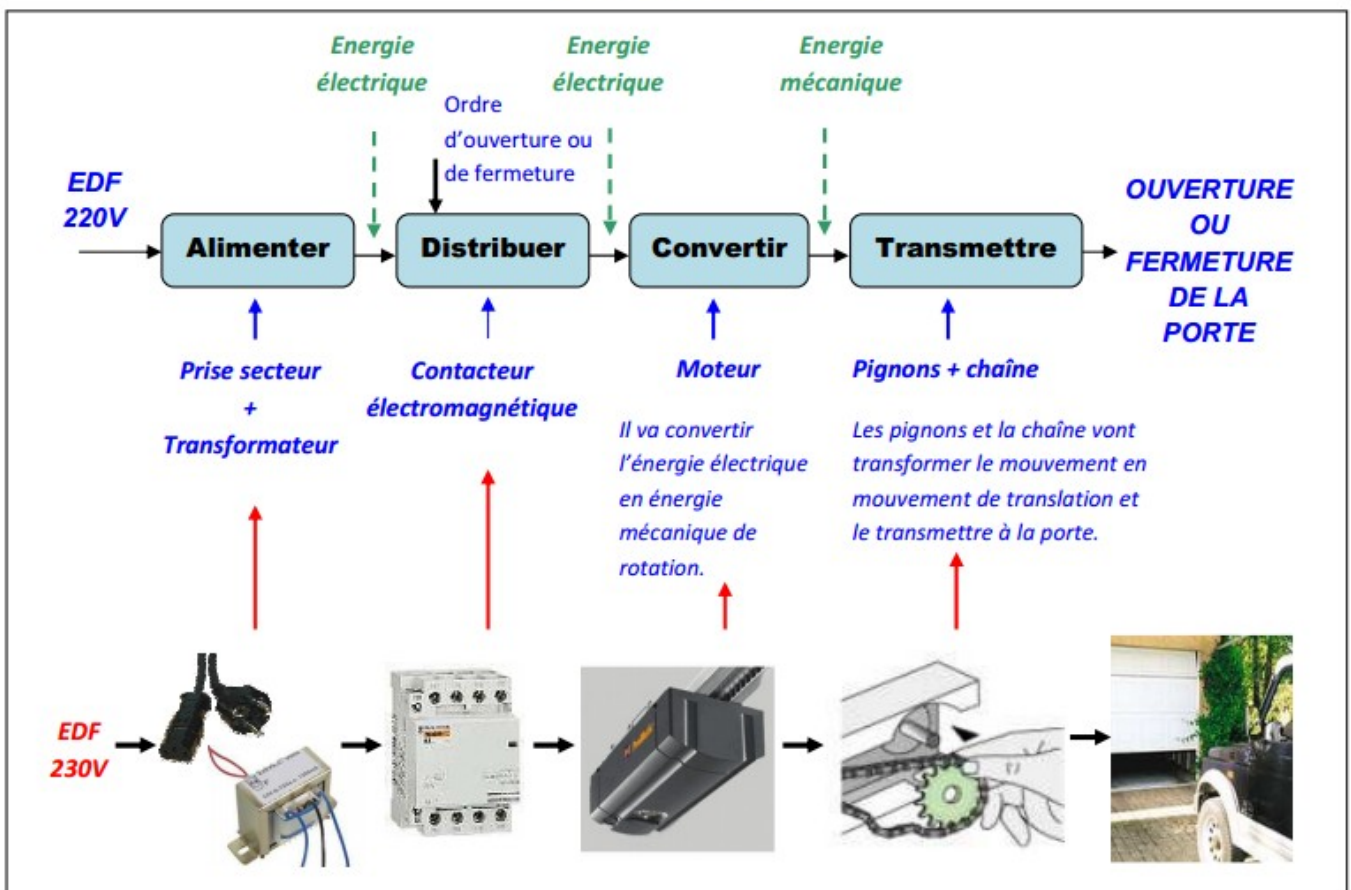 Energie
électrique
Energie
électrique
Energie
mécanique
Ordre
d'ouverture ou
de fermeture
EDF
220V
Alimenter
Distribuer
Convertir
Transmettre
OUVERTURE
OU
FERMETURE
DE LA
PORTE
Prise secteur
+
Transformateur
Contacteur
électromagnétique
Moteur
Il va convertir
l'énergie électrique
en énergie
mécanique de
rotation.
Pignons + chaîne
Les pignons et la chaîne vont
transformer le mouvement en
mouvement de translation et
le transmettre à la porte.
EDF
230V